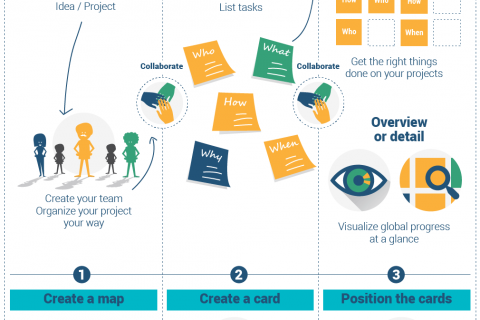 Idea / Project
Create your team
Organize your project
your way
List tasks
Collaborate
Who
What
How
Why
When
Collaborate
How
Who
How
Who
When
Get the right things
done on your projects
Overview
or detail
Visualize global progress
at a glance
1
2
3
Create a map
Create a card
Position the cards